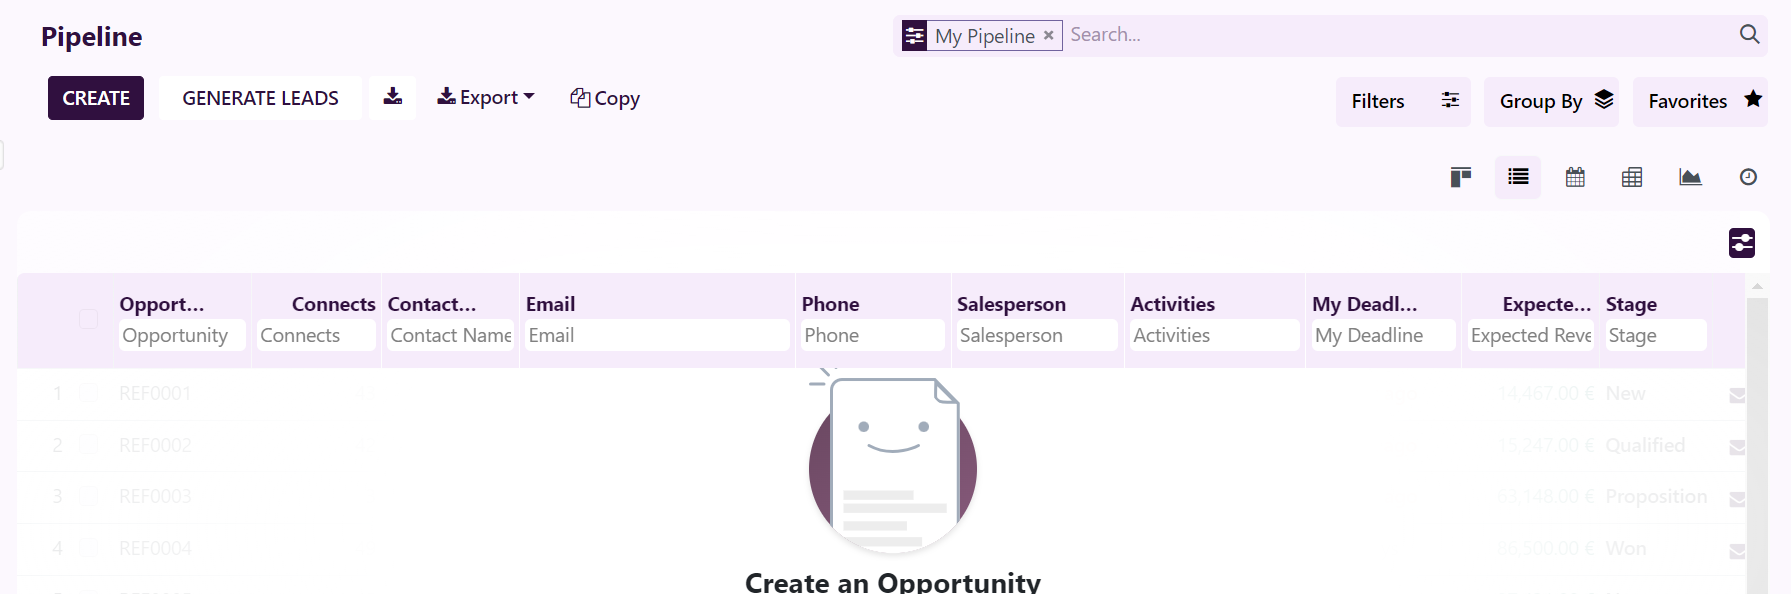 Pipeline
My Pipeline × Search...
CREATE GENERATE LEADS Export Copy
Filters Group By Favorites
Opport... Connects Contact... Email Phone Salesperson Activities My Deadl... Expecte... Stage
Opportunity Connects Contact Name Email Phone Salesperson Activities My Deadline Expected Reve Stage
1 REF0001 13 14,467.00 € New
2 REF0002 15,247.00 € Qualified
3 REF0003 63,148.00 € Proposition
4 REF0004 86,500.00 € Won
Create an Opportunity